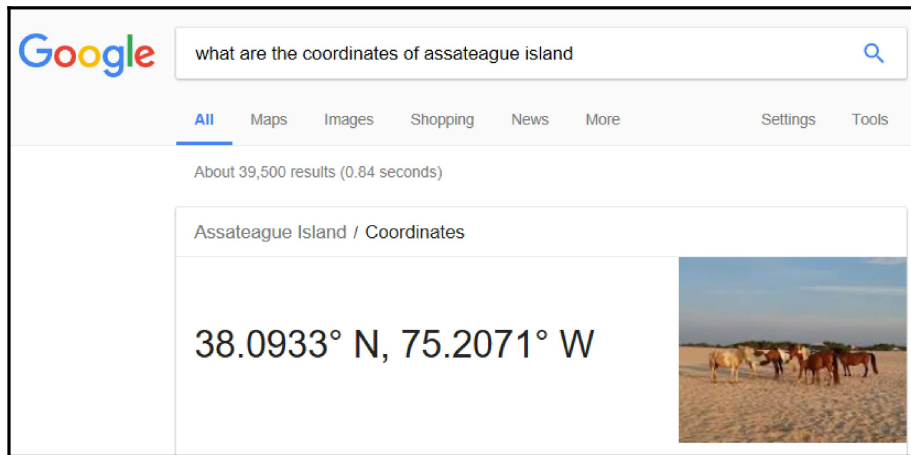 Google
what are the coordinates of assateague island
All Maps Images Shopping News More Settings Tools
About 39,500 results (0.84 seconds)
Assateague Island / Coordinates
38.0933° N, 75.2071° W